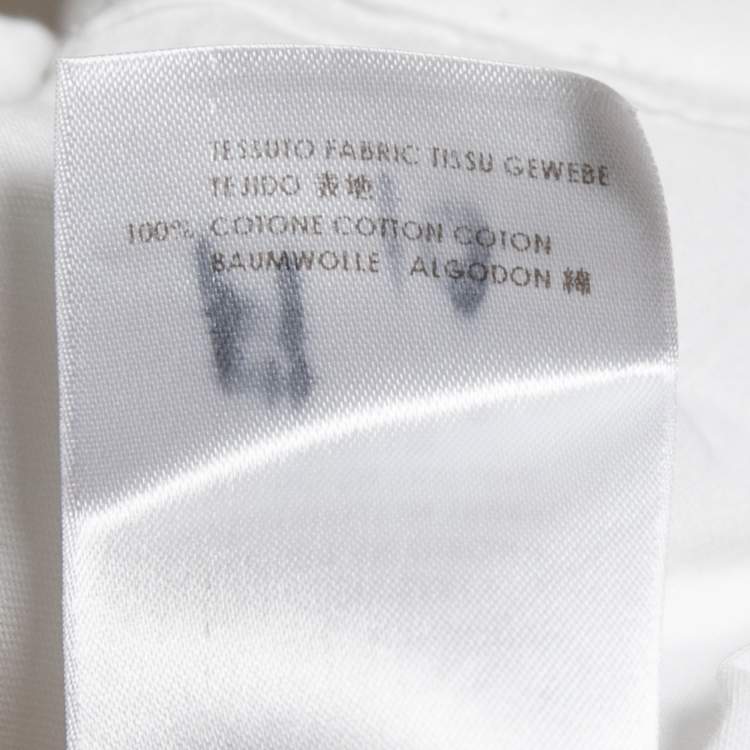 TESSUTO FABRIC TISSU GEWEBE
TEJIDO 表地
100% COTONE COTTON COTON
BAUMWOLLE ALGODON 綿